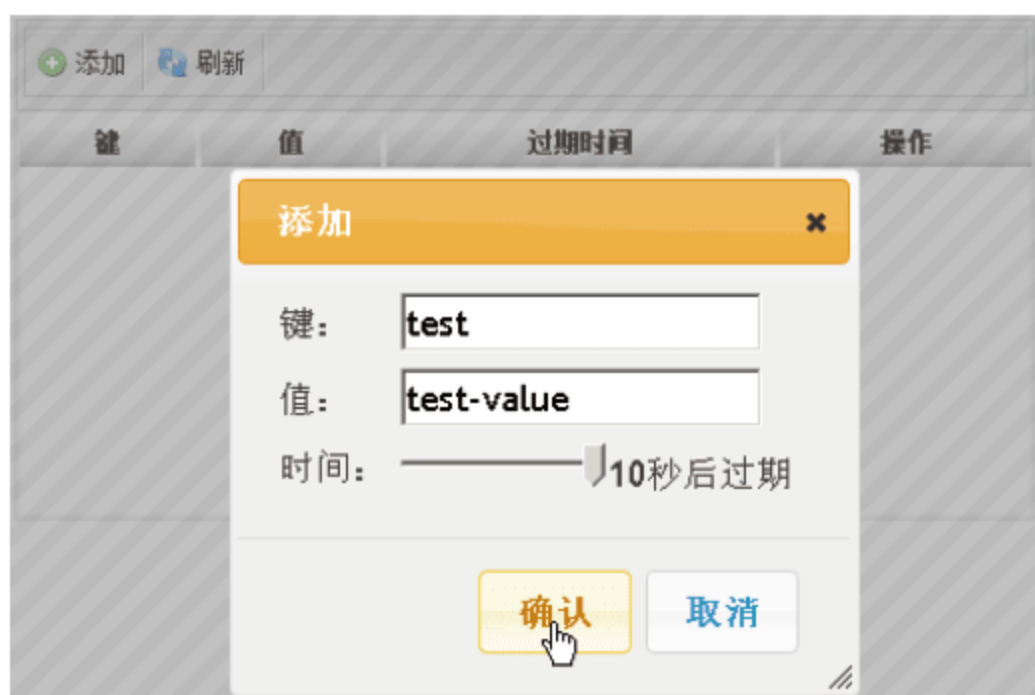 添加 刷新
键 值 过期时间 操作
添加
键： test
值： test-value
时间： 10秒后过期
确认 取消